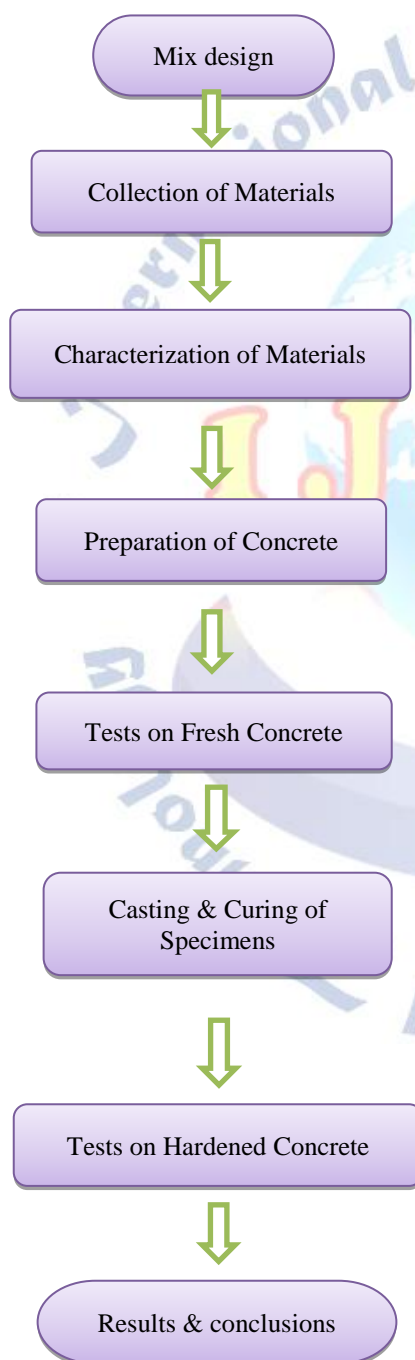 Mix design
Collection of Materials
Characterization of Materials
Preparation of Concrete
Tests on Fresh Concrete
Casting & Curing of
Specimens
Tests on Hardened Concrete
Results & conclusions